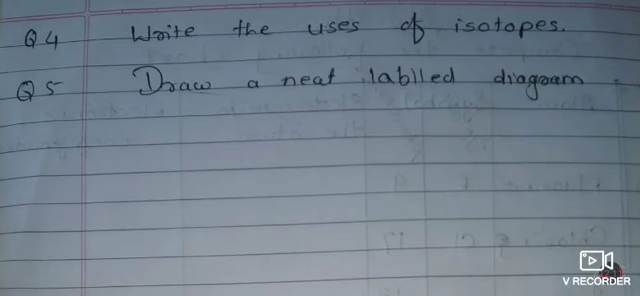 Q4 Write the uses of isotopes.
Q5 Draw a neat lablled diagram
V RECORDER